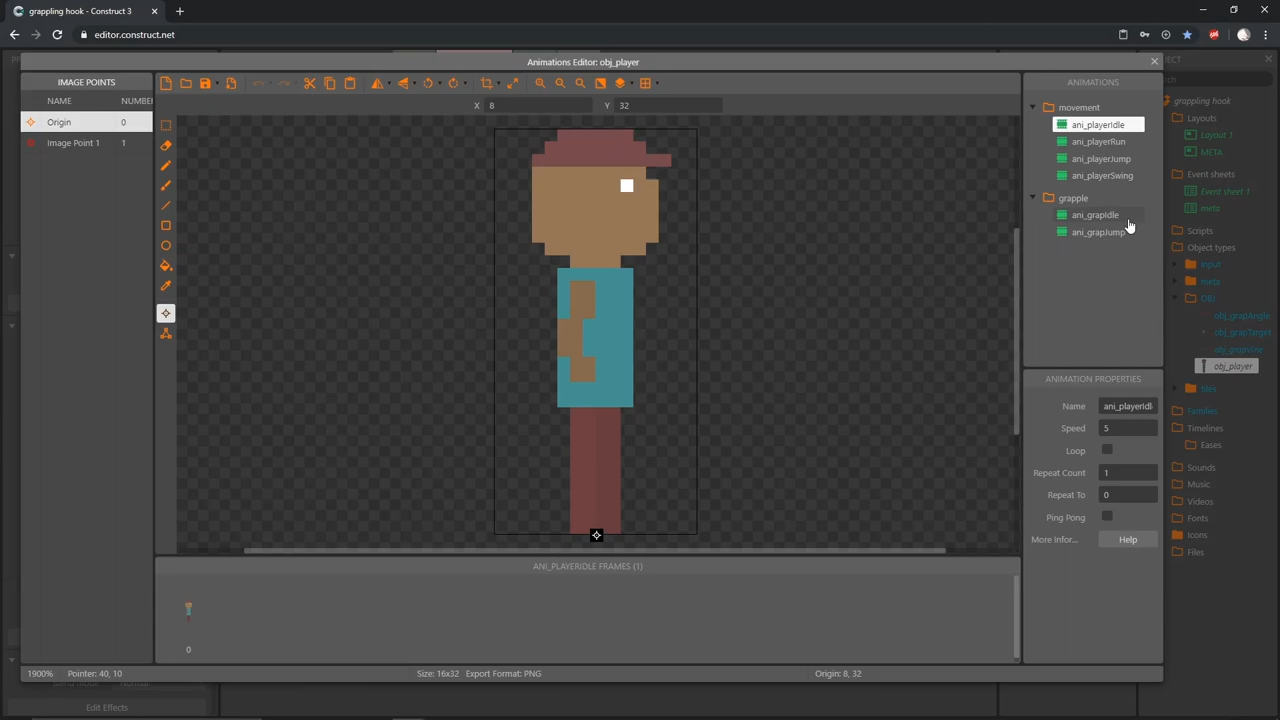 grappling hook - Construct 3
editor.construct.net
Animations Editor: obj_player
IMAGE POINTS
NAME NUMBER
Origin 0
Image Point 1 1
X 8 Y 32
ANIMATIONS
movement
ani_playerIdle
ani_playerRun
ani_playerJump
ani_playerSwing
grapple
ani_grapIdle
ani_grapJump
ANIMATION PROPERTIES
Name ani_playerIdl
Speed 5
Loop
Repeat Count 1
Repeat To 0
Ping Pong
More Infor... Help
grappling hook
Layouts
Layout 1
META
Event sheets
Event sheet 1
meta
Scripts
Object types
input
meta
OBJ
obj_grapAngle
obj_grapTarget
obj_grapVine
obj_player
tiles
Families
Timelines
Eases
Sounds
Music
Videos
Fonts
Icons
Files
ANI_PLAYERIDLE FRAMES (1)
0
1900% Pointer: 40, 10 Size: 16x32 Export Format: PNG Origin: 8, 32
Edit Effects